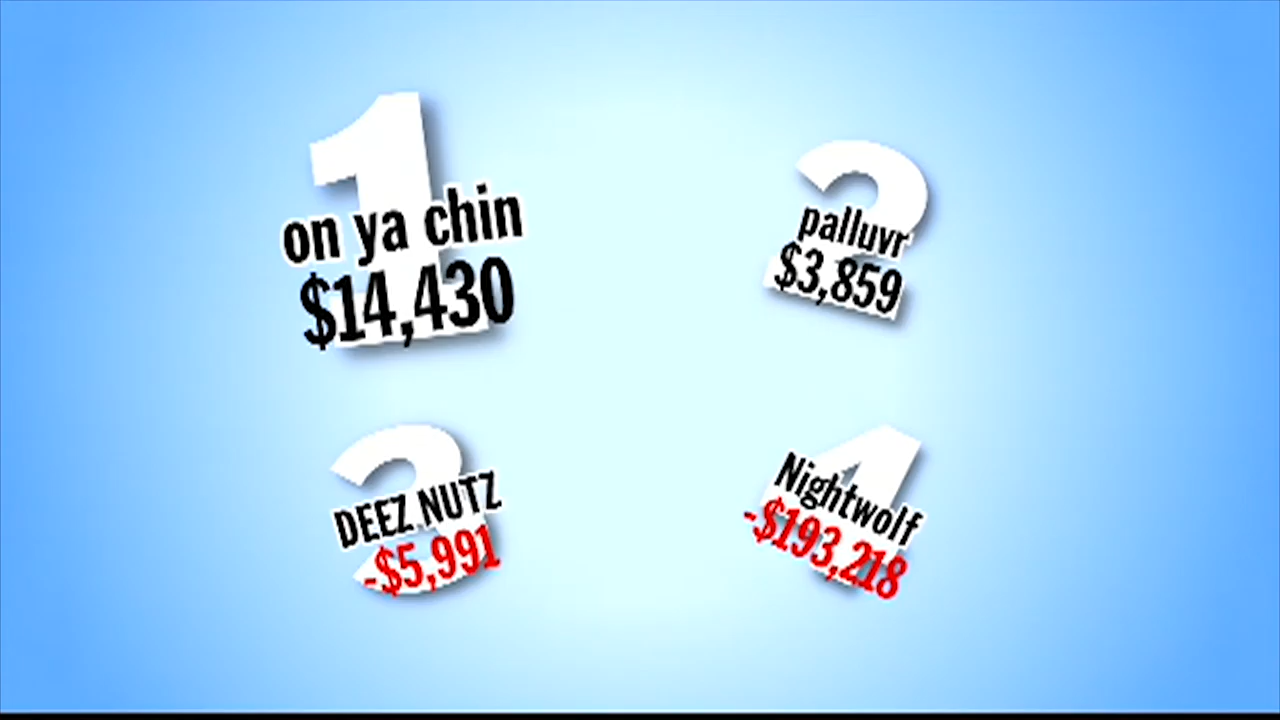 1
on ya chin
$14,430
2
palluvr
$3,859
3
DEEZ NUTZ
-$5,991
4
Nightwolf
-$193,218